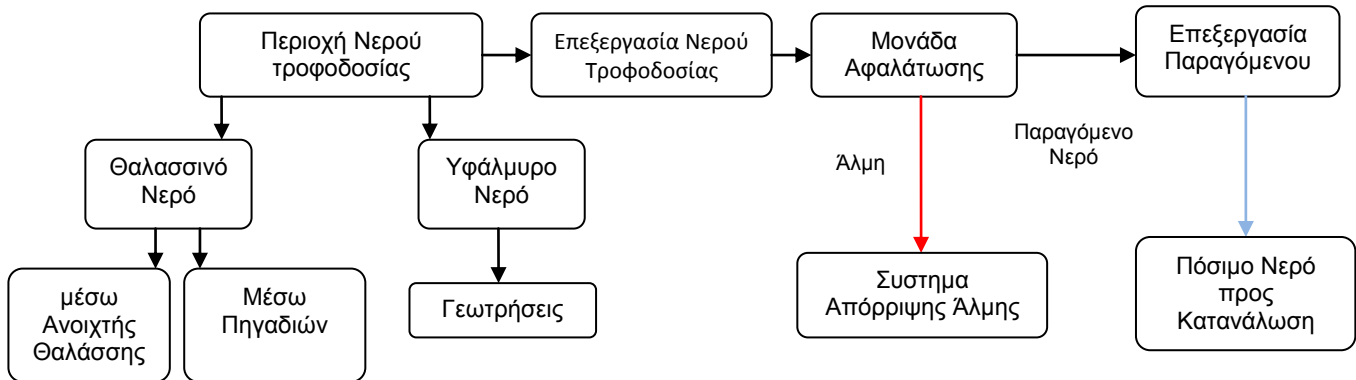 Περιοχή Νερού
τροφοδοσίας
Επεξεργασία Νερού
Τροφοδοσίας
Μονάδα
Αφαλάτωσης
Επεξεργασία
Παραγόμενου
Θαλασσινό
Νερό
Υφάλμυρο
Νερό
Άλμη
Παραγόμενο
Νερό
μέσω
Ανοιχτής
Θαλάσσης
Μέσω
Πηγαδιών
Γεωτρήσεις
Συστημα
Απόρριψης Άλμης
Πόσιμο Νερό
προς
Κατανάλωση